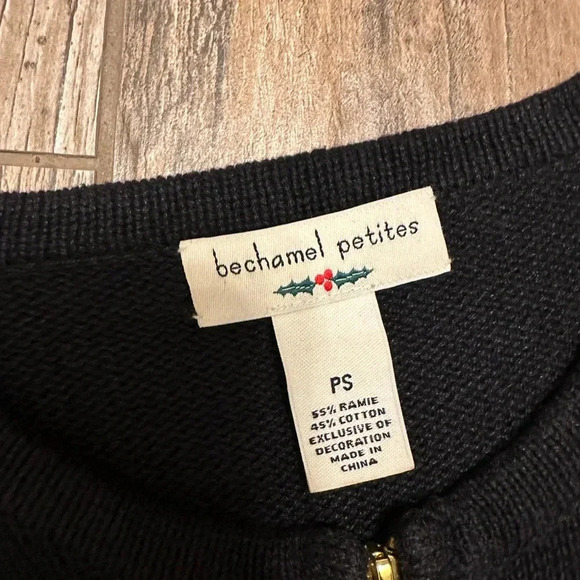 bechamel petites
PS
55% RAMIE
45% COTTON
EXCLUSIVE OF
DECORATION
MADE IN
CHINA